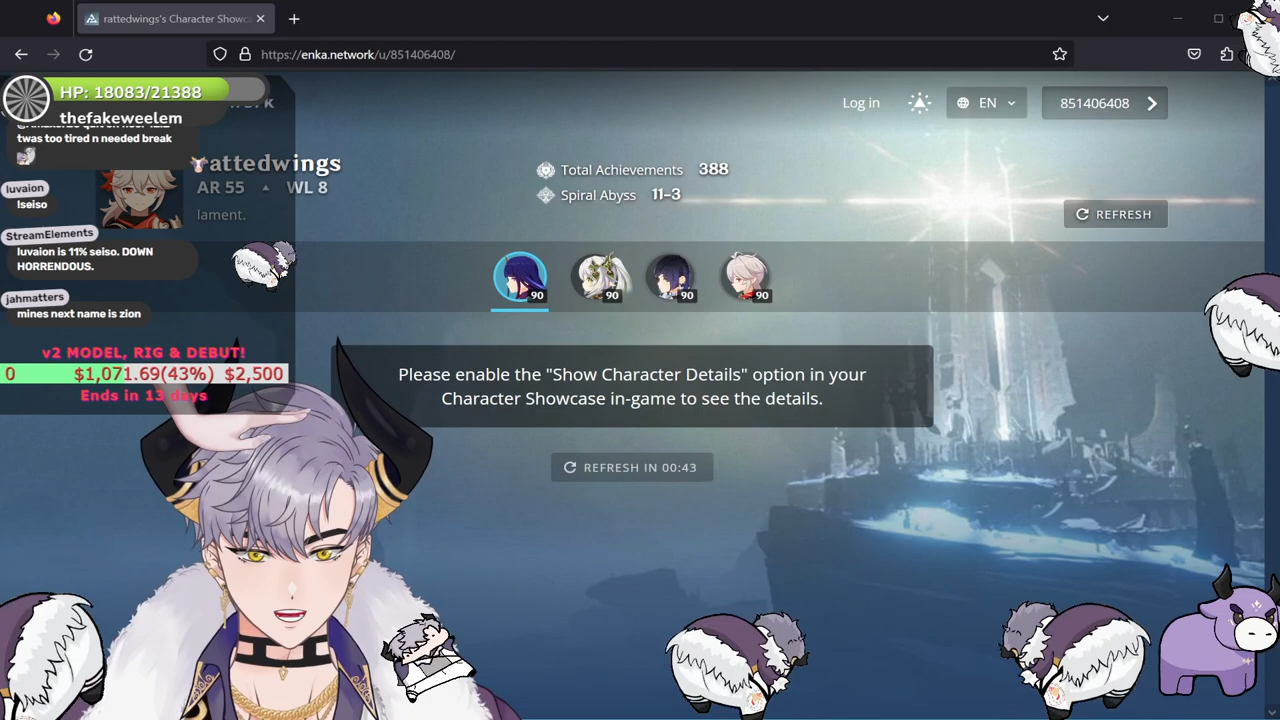 rattedwings's Character Showc
https://enka.network/u/851406408/
HP: 18083/21388
thefakeweelem
twas too tired n needed break
luvaion
!seiso
StreamElements
luvaion is 11% seiso. DOWN
HORRENDOUS.
jahmatters
mines next name is zion
v2 MODEL, RIG & DEBUT!
0 $1,071.69(43%) $2,500
Ends in 13 days
Log in
EN
851406408
rattedwings
AR 55 WL 8
lament.
Total Achievements 388
Spiral Abyss 11-3
REFRESH
90
90
90
90
Please enable the "Show Character Details" option in your
Character Showcase in-game to see the details.
REFRESH IN 00:43